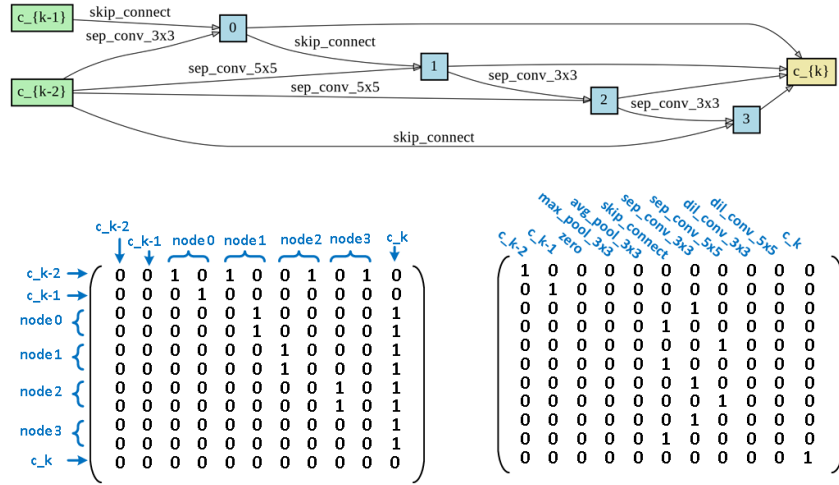 c_{k-1}
skip_connect
sep_conv_3x3
0
skip_connect
c_{k-2}
sep_conv_5x5
1
sep_conv_3x3
c_{k}
sep_conv_5x5
2
sep_conv_3x3
3
skip_connect
c_k-2
c_k-1
node0
node1
node2
node3
c_k
c_k-2 0 0 1 0 1 0 0 1 0 1 0
c_k-1 0 0 0 1 0 0 0 0 0 0 0
node0
0 0 0 0 0 1 0 0 0 0 1
0 0 0 0 0 1 0 0 0 0 1
node1
0 0 0 0 0 0 1 0 0 0 1
0 0 0 0 0 0 1 0 0 0 1
node2
0 0 0 0 0 0 0 0 1 0 1
0 0 0 0 0 0 0 0 1 0 1
node3
0 0 0 0 0 0 0 0 0 0 1
0 0 0 0 0 0 0 0 0 0 1
c_k 0 0 0 0 0 0 0 0 0 0 0
c_k-2
c_k-1
zero
max_pool_3x3
avg_pool_3x3
skip_connect
sep_conv_3x3
sep_conv_5x5
dil_conv_3x3
dil_conv_5x5
c_k
1 0 0 0 0 0 0 0 0 0 0
0 1 0 0 0 0 0 0 0 0 0
0 0 0 0 0 0 1 0 0 0 0
0 0 0 0 0 1 0 0 0 0 0
0 0 0 0 0 0 0 1 0 0 0
0 0 0 0 0 1 0 0 0 0 0
0 0 0 0 0 0 1 0 0 0 0
0 0 0 0 0 0 0 1 0 0 0
0 0 0 0 0 0 1 0 0 0 0
0 0 0 0 0 1 0 0 0 0 0
0 0 0 0 0 0 0 0 0 0 1